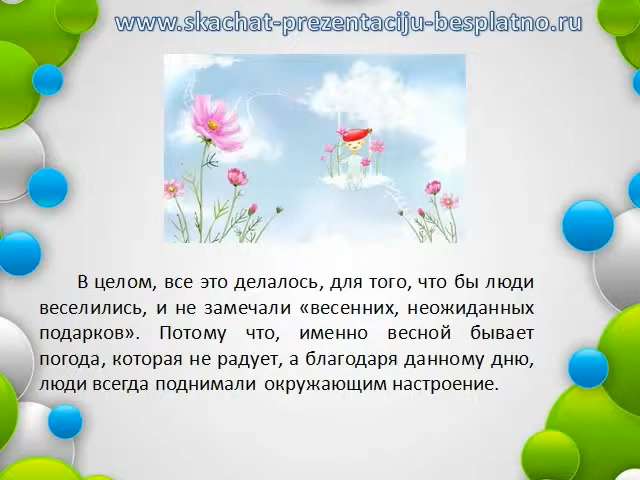 www.skachat-prezentaciju-besplatno.ru
В целом, все это делалось, для того, что бы люди
веселились, и не замечали «весенних, неожиданных
подарков». Потому что, именно весной бывает
погода, которая не радует, а благодаря данному дню,
люди всегда поднимали окружающим настроение.